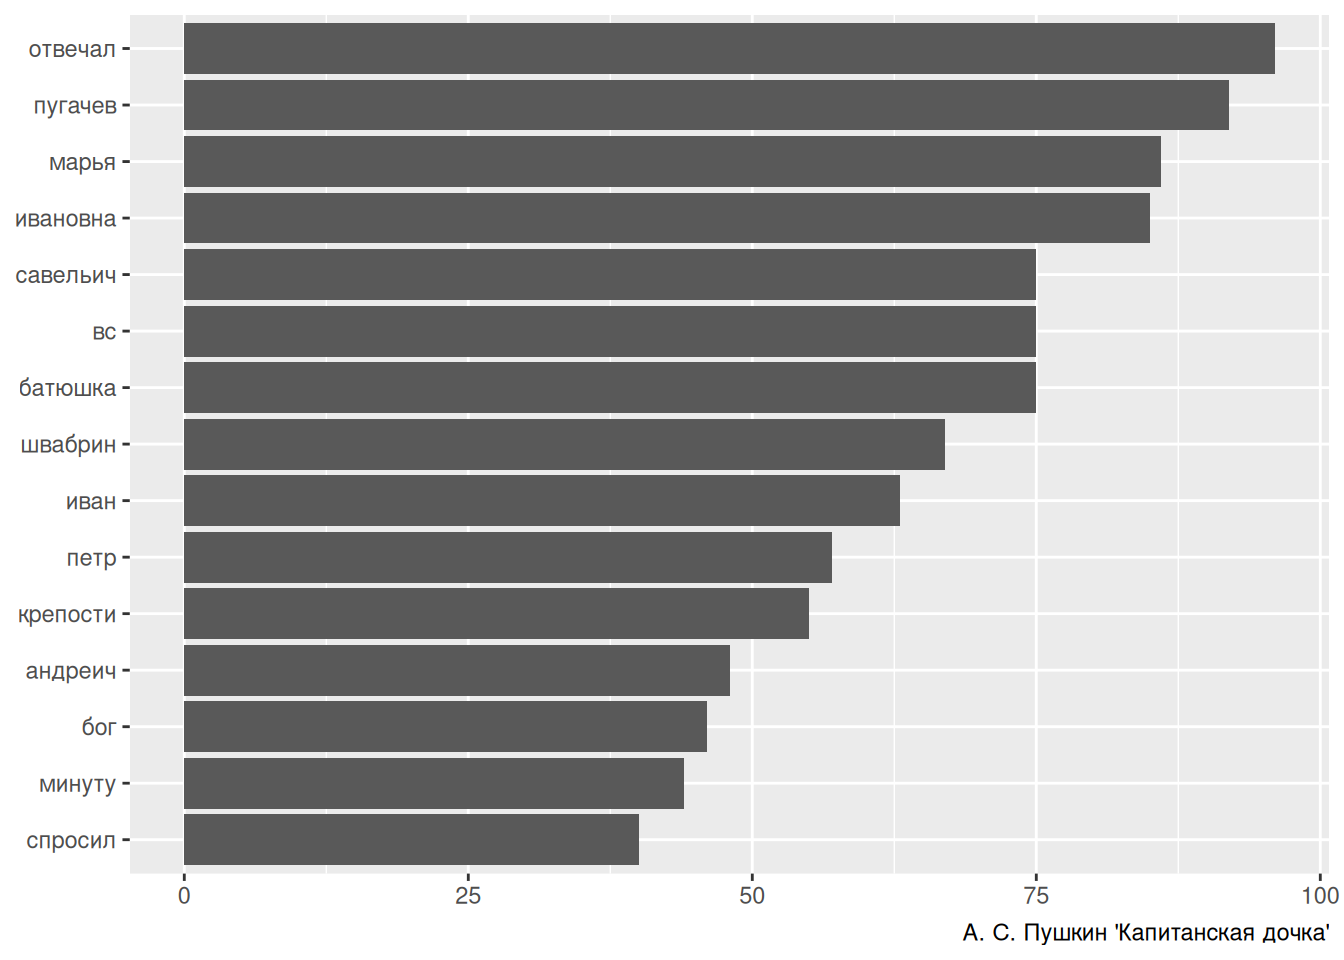 отвечал
пугачев
марья
ивановна
савельич
вс
батюшка
швабрин
иван
петр
крепости
андреич
бог
минуту
спросил
0 25 50 75 100
А. С. Пушкин 'Капитанская дочка'